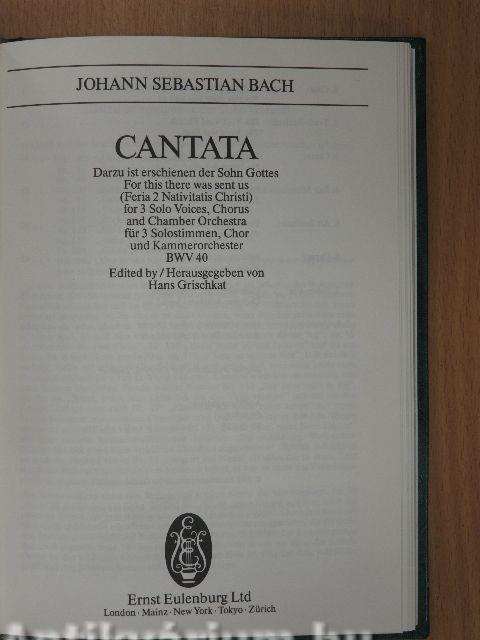 JOHANN SEBASTIAN BACH
CANTATA
Darzu ist erschienen der Sohn Gottes
For this there was sent us
(Feria 2 Nativitatis Christi)
for 3 Solo Voices, Chorus
and Chamber Orchestra
für 3 Solostimmen, Chor
und Kammerorchester
BWV 40
Edited by / Herausgegeben von
Hans Grischkat
Ernst Eulenburg Ltd
London · Mainz · New York · Tokyo · Zürich